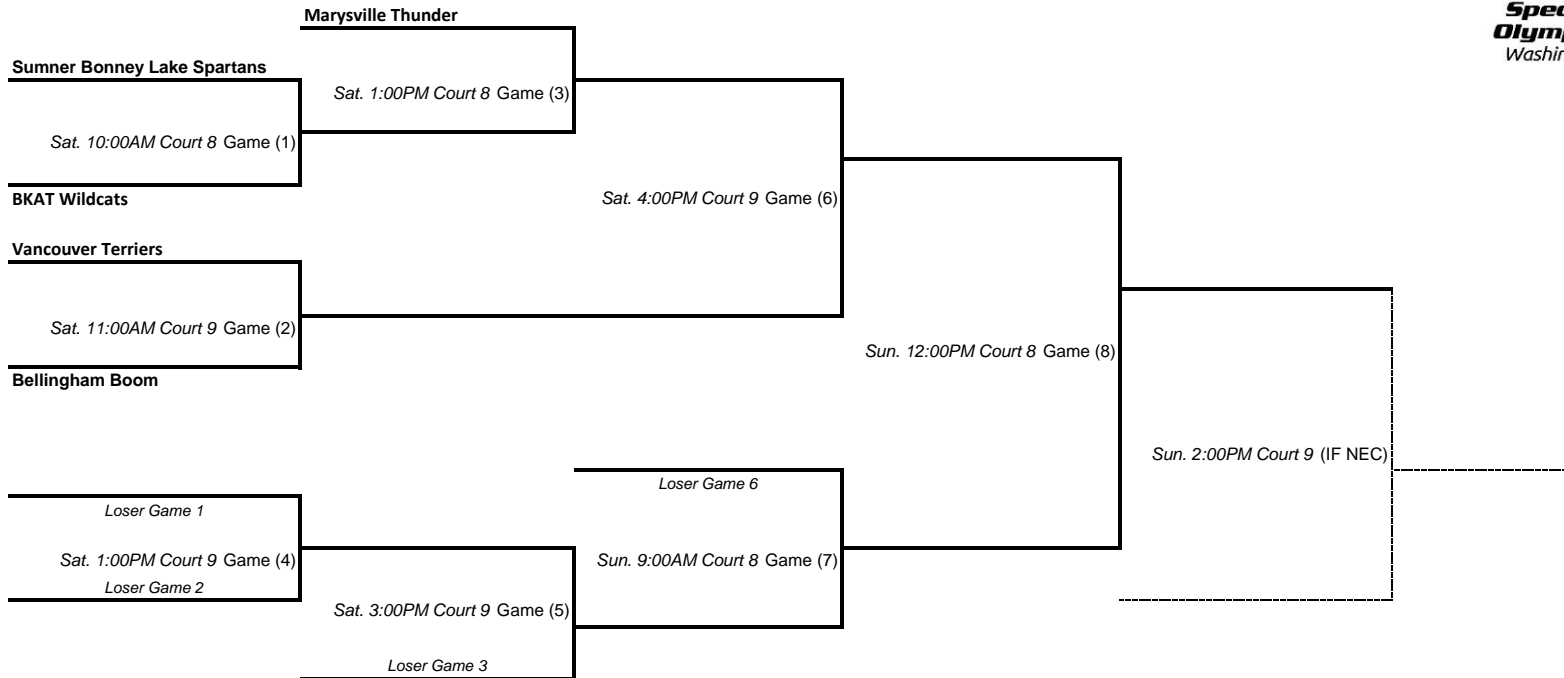 Marysville Thunder
Sumner Bonney Lake Spartans
Sat. 1:00PM Court 8 Game (3)
Sat. 10:00AM Court 8 Game (1)
BKAT Wildcats
Sat. 4:00PM Court 9 Game (6)
Vancouver Terriers
Sat. 11:00AM Court 9 Game (2)
Sun. 12:00PM Court 8 Game (8)
Bellingham Boom
Sun. 2:00PM Court 9 (IF NEC)
Loser Game 6
Loser Game 1
Sat. 1:00PM Court 9 Game (4)
Sun. 9:00AM Court 8 Game (7)
Loser Game 2
Sat. 3:00PM Court 9 Game (5)
Loser Game 3